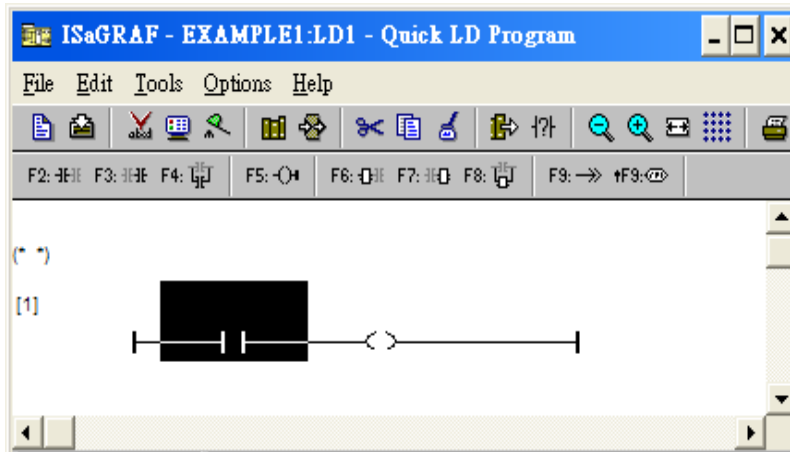 ISaGRAF - EXAMPLE1:LD1 - Quick LD Program
File Edit Tools Options Help
F2: F3: F4: F5: F6: F7: F8: F9: ↑F9:
(* *)
[1]